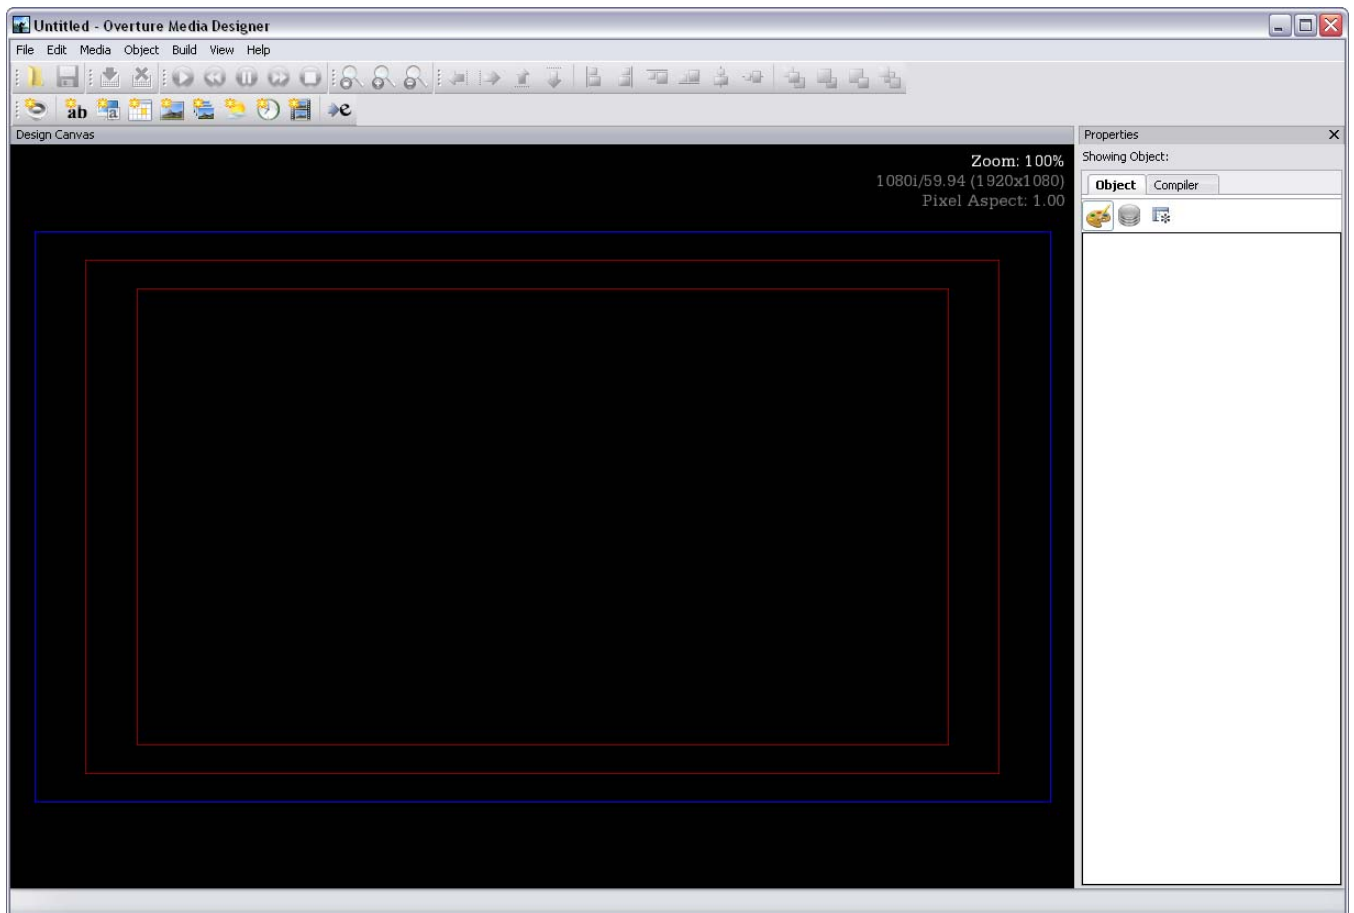 Untitled - Overture Media Designer
File Edit Media Object Build View Help
ab a e
Design Canvas
Properties
Zoom: 100%
Showing Object:
1080i/59.94 (1920x1080)
Object Compiler
Pixel Aspect: 1.00